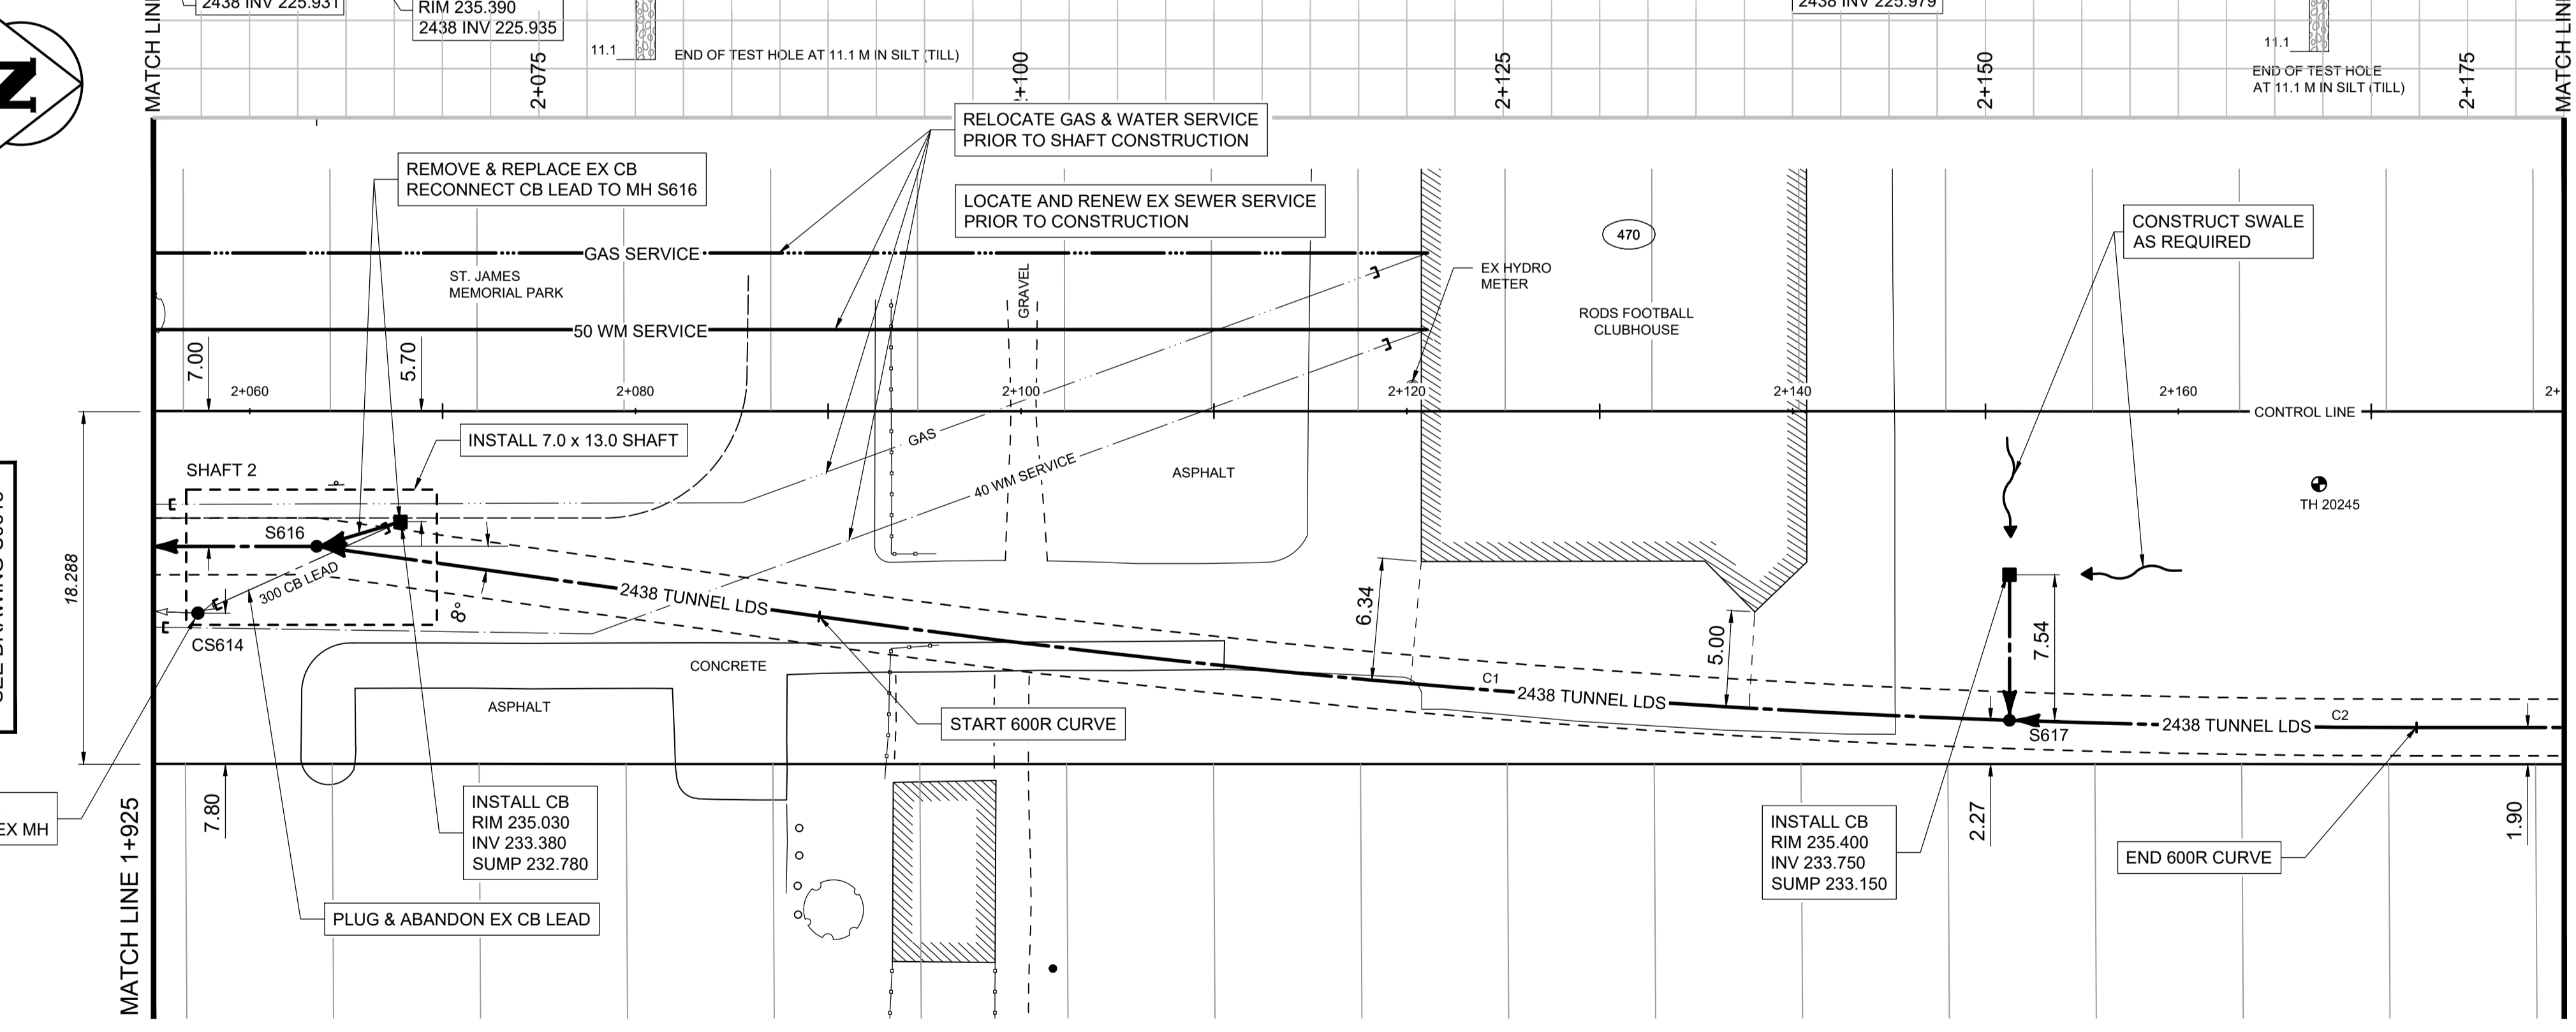 2438 INV 225.931
RIM 235.390
2438 INV 225.935
2438 INV 225.979
MATCH LINE
MATCH LINE
N
11.1
END OF TEST HOLE AT 11.1 M IN SILT (TILL)
11.1
END OF TEST HOLE
AT 11.1 M IN SILT (TILL)
2+075
2+100
2+125
2+150
2+175
RELOCATE GAS & WATER SERVICE
PRIOR TO SHAFT CONSTRUCTION
REMOVE & REPLACE EX CB
RECONNECT CB LEAD TO MH S616
LOCATE AND RENEW EX SEWER SERVICE
PRIOR TO CONSTRUCTION
CONSTRUCT SWALE
AS REQUIRED
470
GAS SERVICE
ST. JAMES
MEMORIAL PARK
GRAVEL
EX HYDRO
METER
RODS FOOTBALL
CLUBHOUSE
50 WM SERVICE
7.00
5.70
2+060
2+080
2+100
2+120
2+140
2+160
2+
CONTROL LINE
INSTALL 7.0 x 13.0 SHAFT
GAS
SHAFT 2
40 WM SERVICE
ASPHALT
TH 20245
S616
18.288
300 CB LEAD
8°
2438 TUNNEL LDS
6.34
5.00
7.54
CS614
CONCRETE
C1
2438 TUNNEL LDS
ASPHALT
START 600R CURVE
C2
2438 TUNNEL LDS
S617
EX MH
MATCH LINE 1+925
7.80
INSTALL CB
RIM 235.030
INV 233.380
SUMP 232.780
INSTALL CB
RIM 235.400
INV 233.750
SUMP 233.150
2.27
1.90
END 600R CURVE
PLUG & ABANDON EX CB LEAD